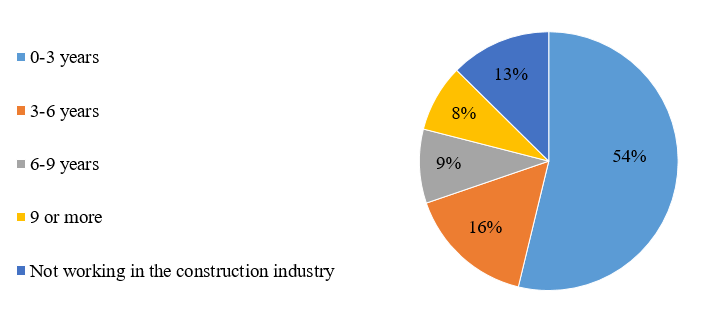 0-3 years
3-6 years
6-9 years
9 or more
Not working in the construction industry
13%
8%
9%
54%
16%